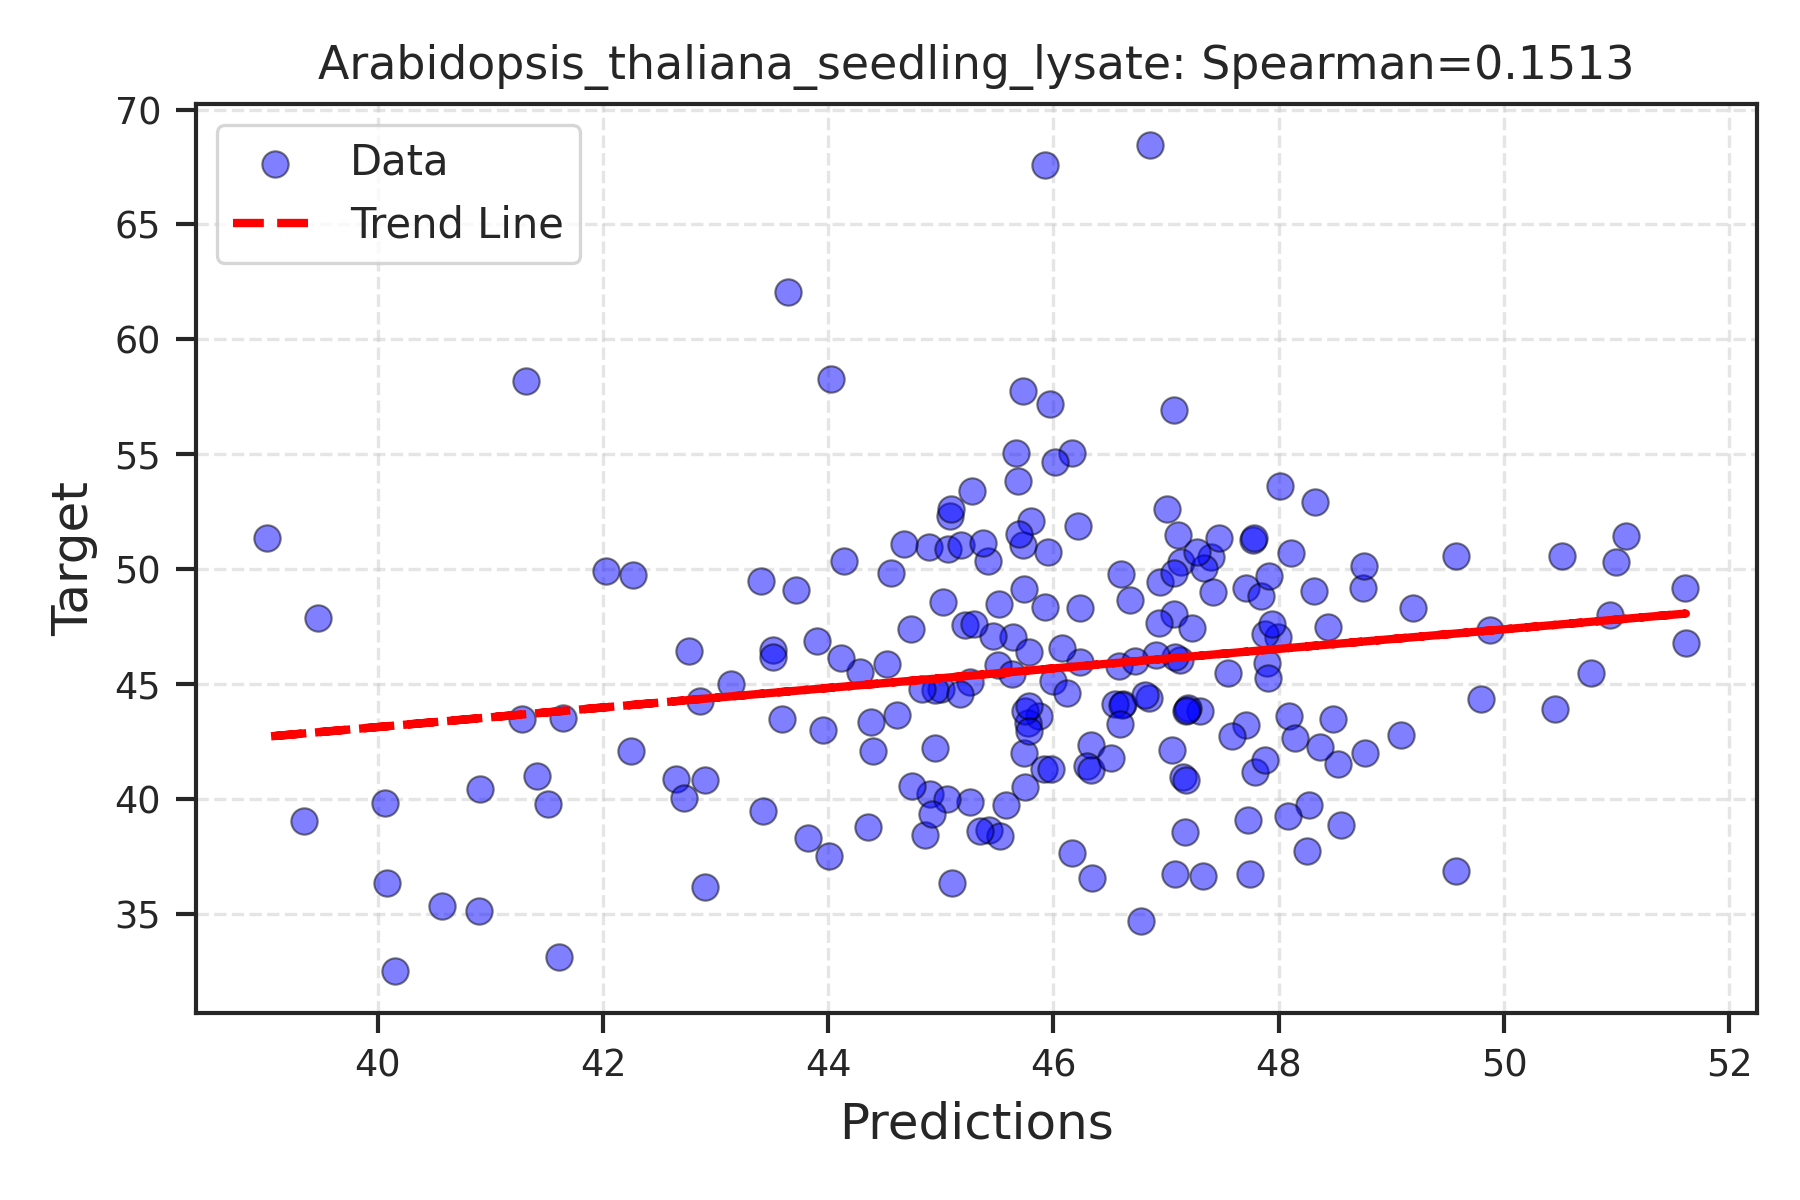 Arabidopsis_thaliana_seedling_lysate: Spearman=0.1513
Data
Trend Line
Target
70
65
60
55
50
45
40
35
40 42 44 46 48 50 52
Predictions